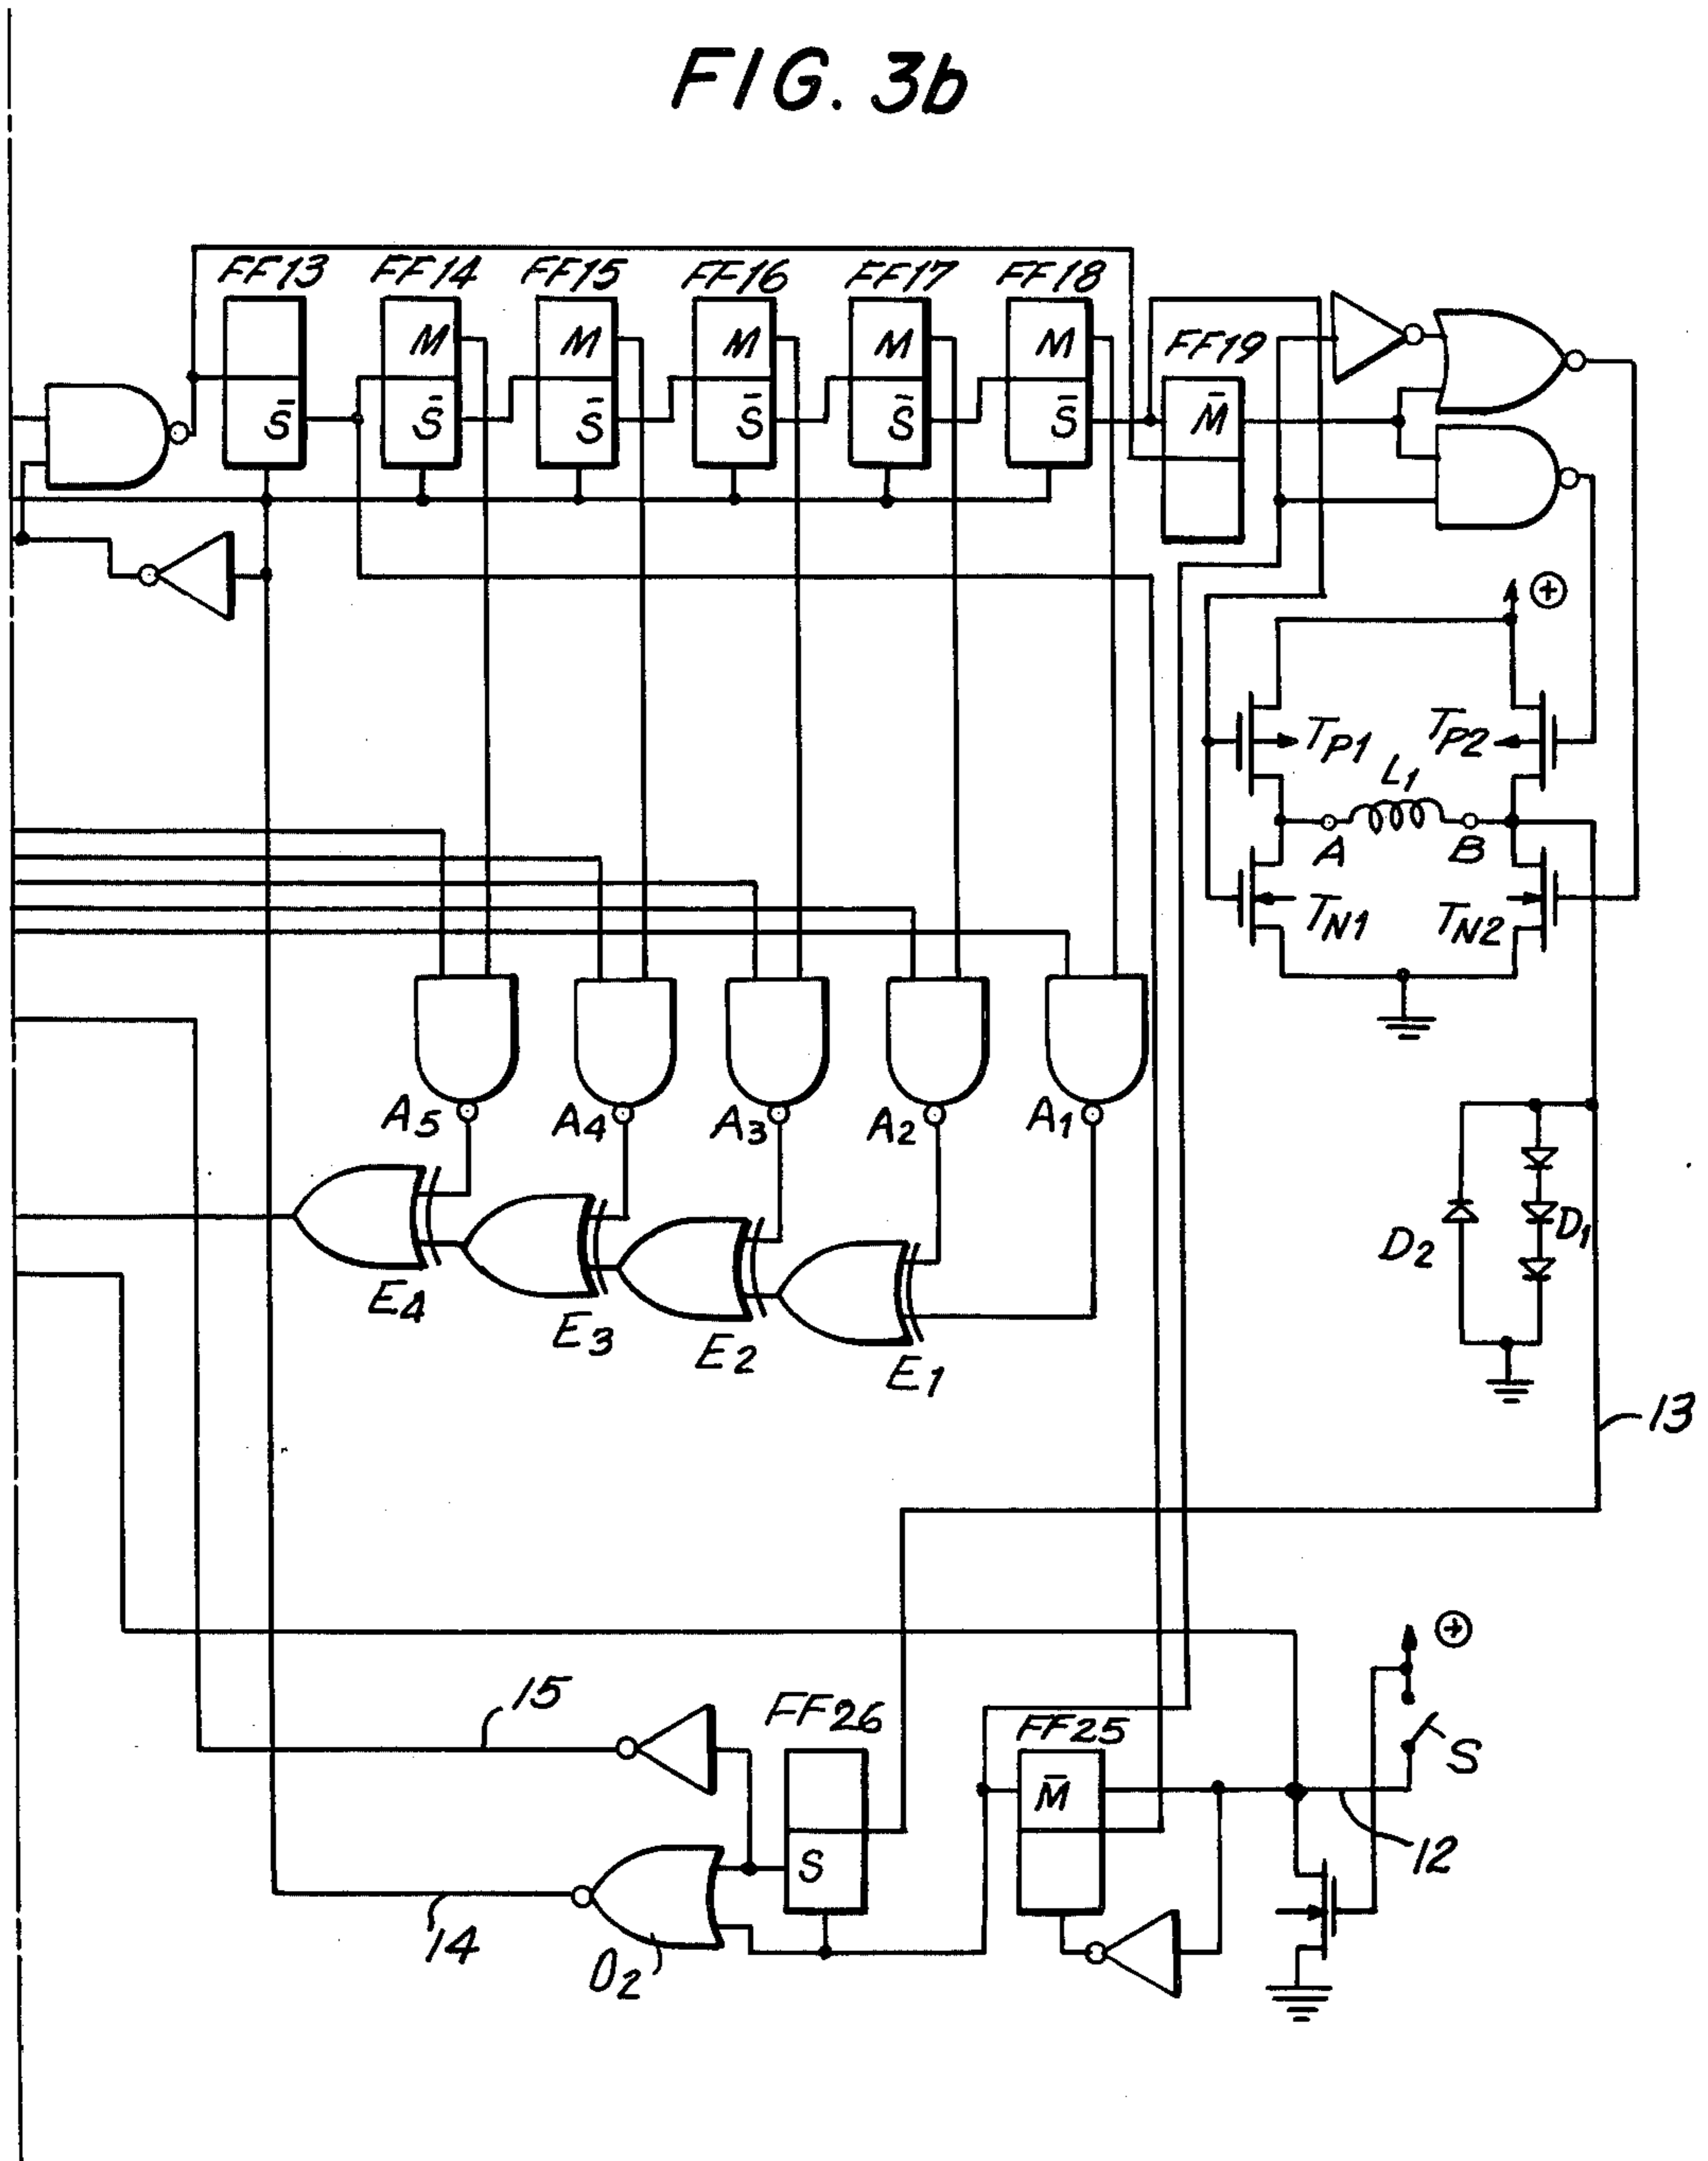 FIG. 3b
FF13 FF14 FF15 FF16 FF17 FF18
FF19
M M M M M
S̄ S̄ S̄ S̄ S̄ S̄ M̄
+
TP1 TP2
L1
A B
TN1 TN2
A5 A4 A3 A2 A1
D2 D1
E4 E3 E2 E1
13
+
15 FF26 FF25
S
M̄
12
S
14
O2